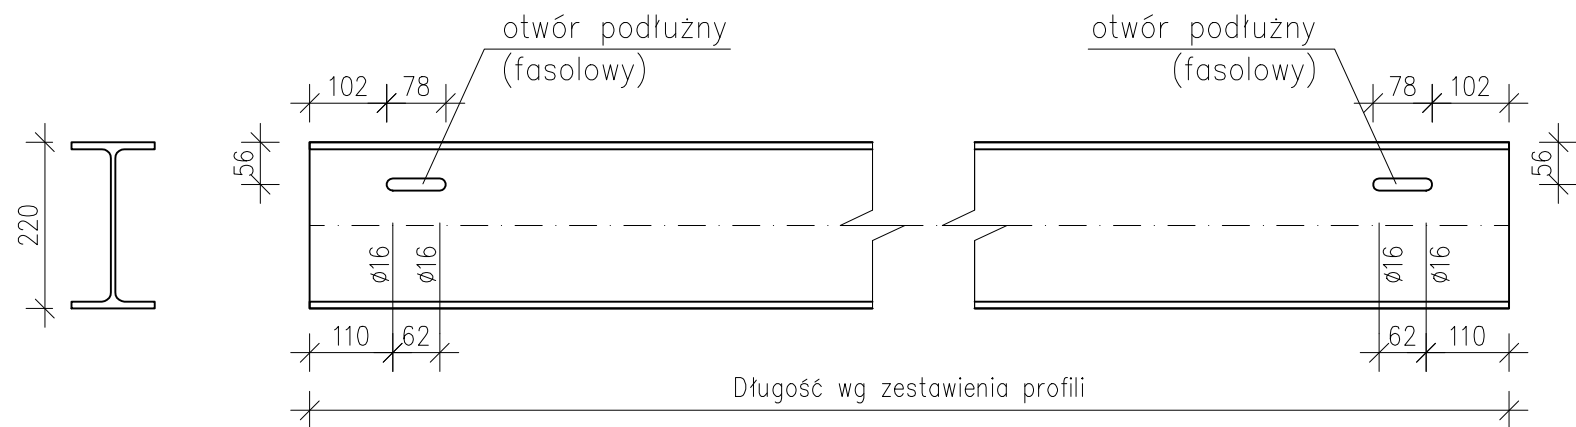 otwór podłużny
(fasolowy)
otwór podłużny
(fasolowy)
102
78
78
102
56
56
220
ø16
ø16
ø16
ø16
110
62
62
110
Długość wg zestawienia profili